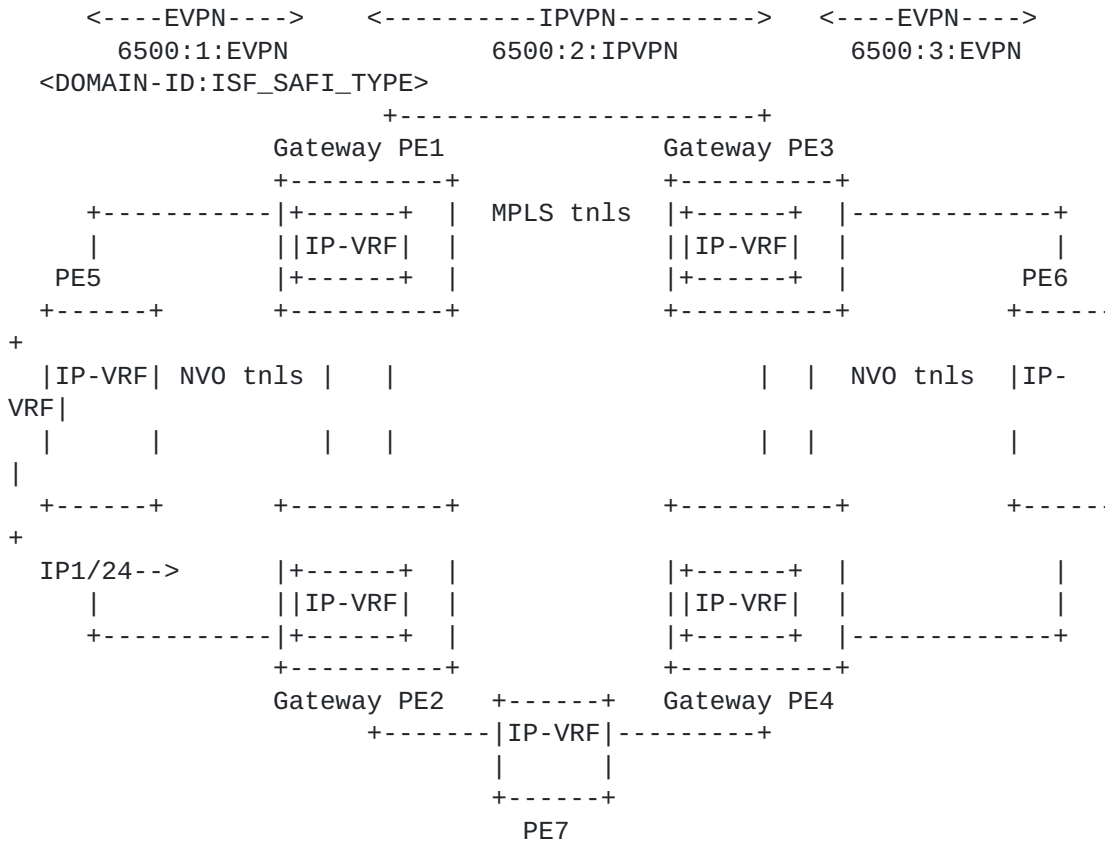 <----EVPN---->    <----------IPVPN--------->   <----EVPN---->
6500:1:EVPN             6500:2:IPVPN           6500:3:EVPN
<DOMAIN-ID:ISF_SAFI_TYPE>
+-----------------------+
Gateway PE1              Gateway PE3
+----------+             +----------+
+-----------|+------+  |  MPLS tnls  |+------+  |-------------+
|           ||IP-VRF|  |             ||IP-VRF|  |             |
PE5           |+------+  |             |+------+  |           PE6
+------+       +----------+             +----------+          +------
+
|IP-VRF| NVO tnls |   |                       |  |  NVO tnls  |IP-
VRF|
|      |          |   |                       |  |            |
|
+------+       +----------+             +----------+          +------
+
IP1/24-->      |+------+  |             |+------+  |             |
|           ||IP-VRF|  |             ||IP-VRF|  |             |
+-----------|+------+  |             |+------+  |-------------+
+----------+             +----------+
Gateway PE2   +------+   Gateway PE4
+-------|IP-VRF|---------+
|      |
+------+
PE7